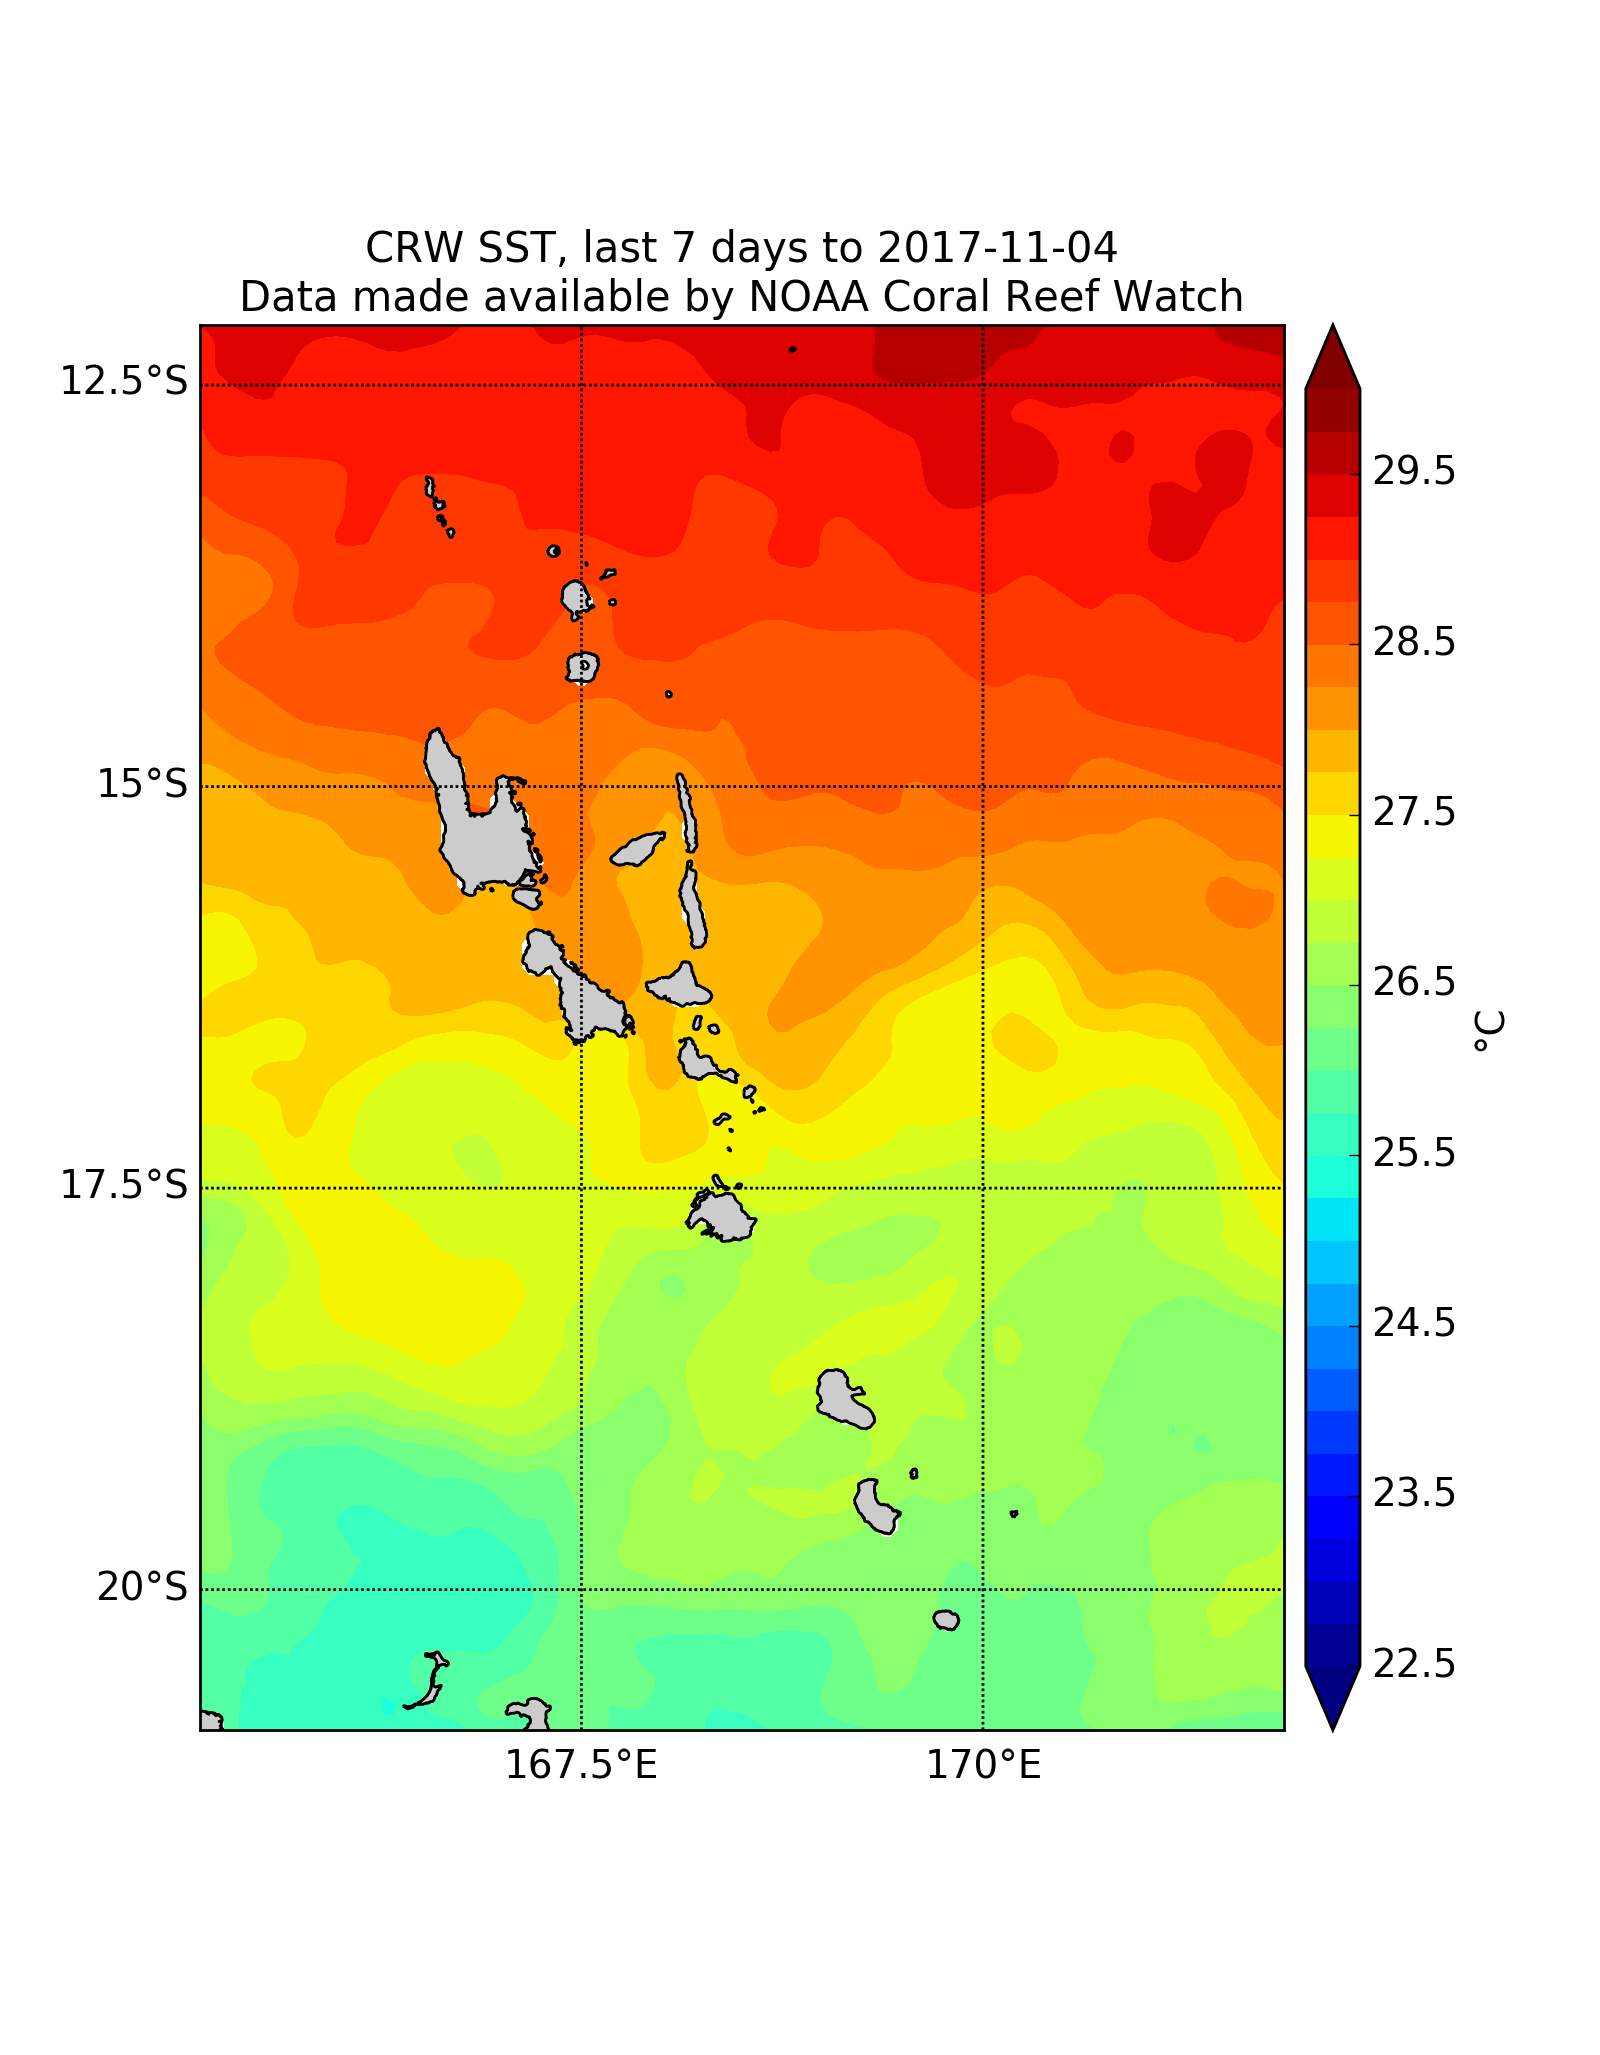 CRW SST, last 7 days to 2017-11-04
Data made available by NOAA Coral Reef Watch
12.5°S
15°S
17.5°S
20°S
167.5°E
170°E
29.5
28.5
27.5
26.5
25.5
24.5
23.5
22.5
°C